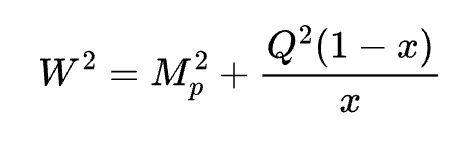 W^2 = M_p^2 + \frac{Q^2(1 - x)}{x}